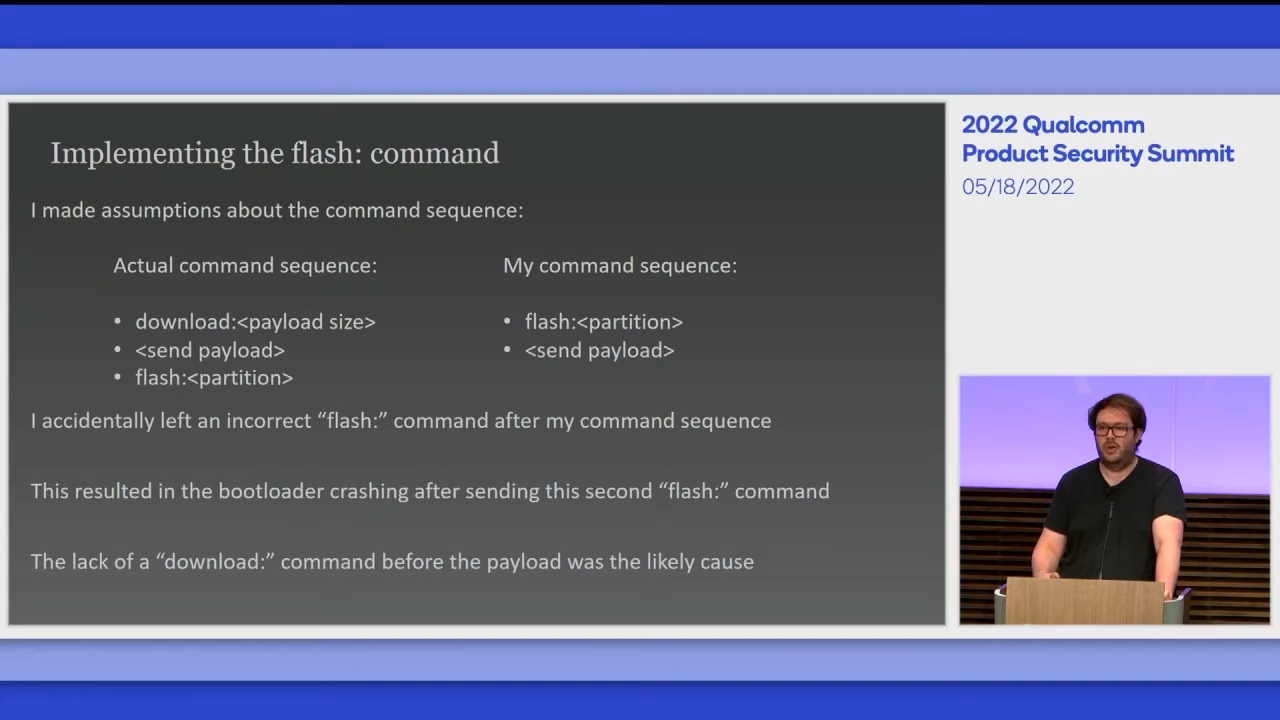 Implementing the flash: command
I made assumptions about the command sequence:
Actual command sequence:
• download:<payload size>
• <send payload>
• flash:<partition>
My command sequence:
• flash:<partition>
• <send payload>
I accidentally left an incorrect “flash:” command after my command sequence
This resulted in the bootloader crashing after sending this second “flash:” command
The lack of a “download:” command before the payload was the likely cause
2022 Qualcomm
Product Security Summit
05/18/2022